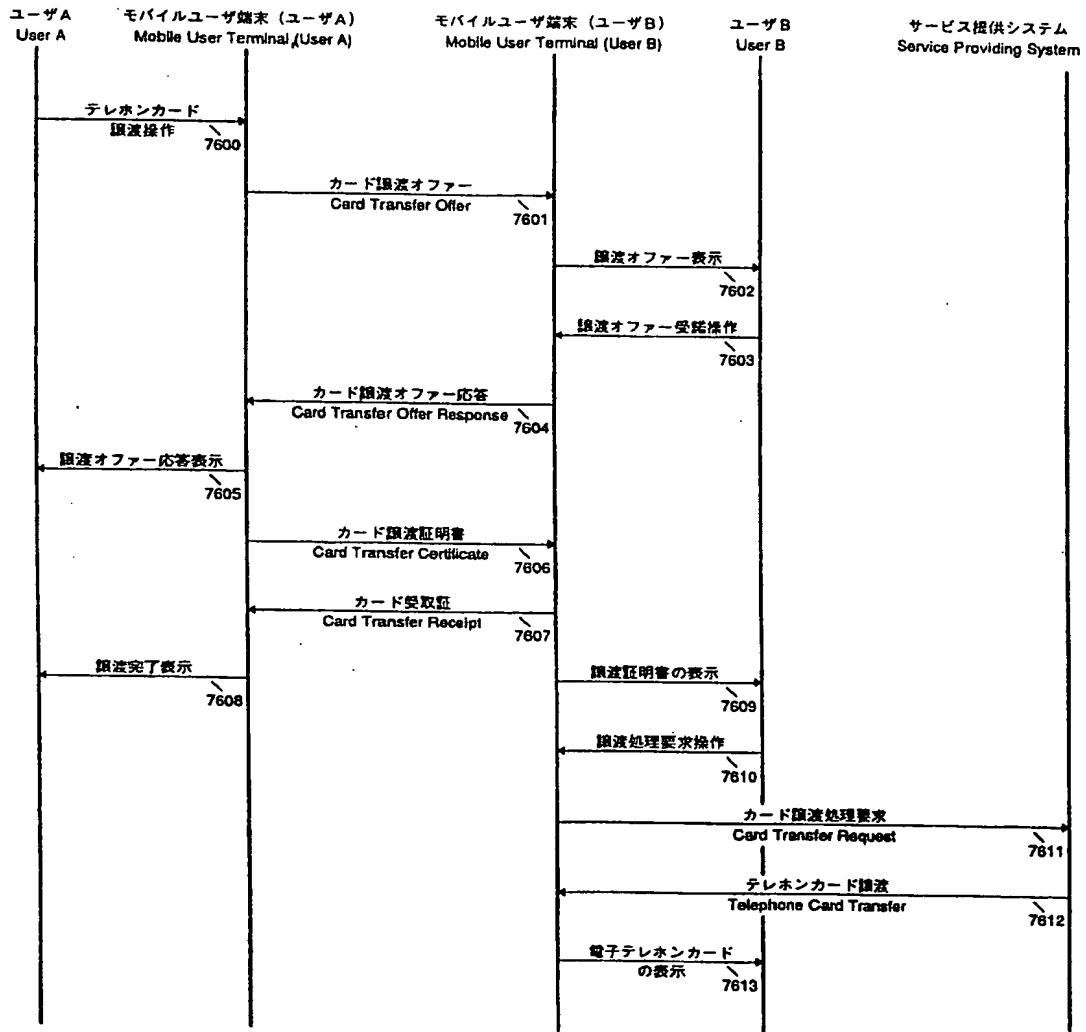 ユーザA
User A
モバイルユーザ端末（ユーザA）
Mobile User Terminal (User A)
モバイルユーザ端末（ユーザB）
Mobile User Terminal (User B)
ユーザB
User B
サービス提供システム
Service Providing System
テレホンカード
譲渡操作
7600
カード譲渡オファー
Card Transfer Offer
7601
譲渡オファー表示
7602
譲渡オファー受諾操作
7603
カード譲渡オファー応答
Card Transfer Offer Response
7604
譲渡オファー応答表示
7605
カード譲渡証明書
Card Transfer Certificate
7606
カード受取証
Card Transfer Receipt
7607
譲渡完了表示
7608
譲渡証明書の表示
7609
譲渡処理要求操作
7610
カード譲渡処理要求
Card Transfer Request
7611
テレホンカード譲渡
Telephone Card Transfer
7612
電子テレホンカード
の表示
7613